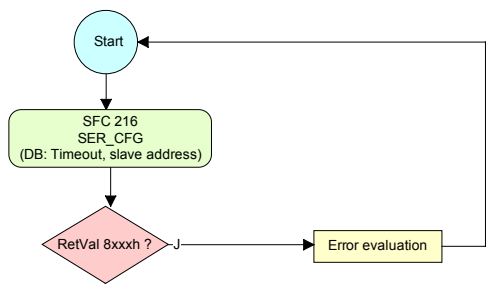 Start
SFC 216
SER_CFG
(DB: Timeout, slave address)
RetVal 8xxxh ?
J
Error evaluation